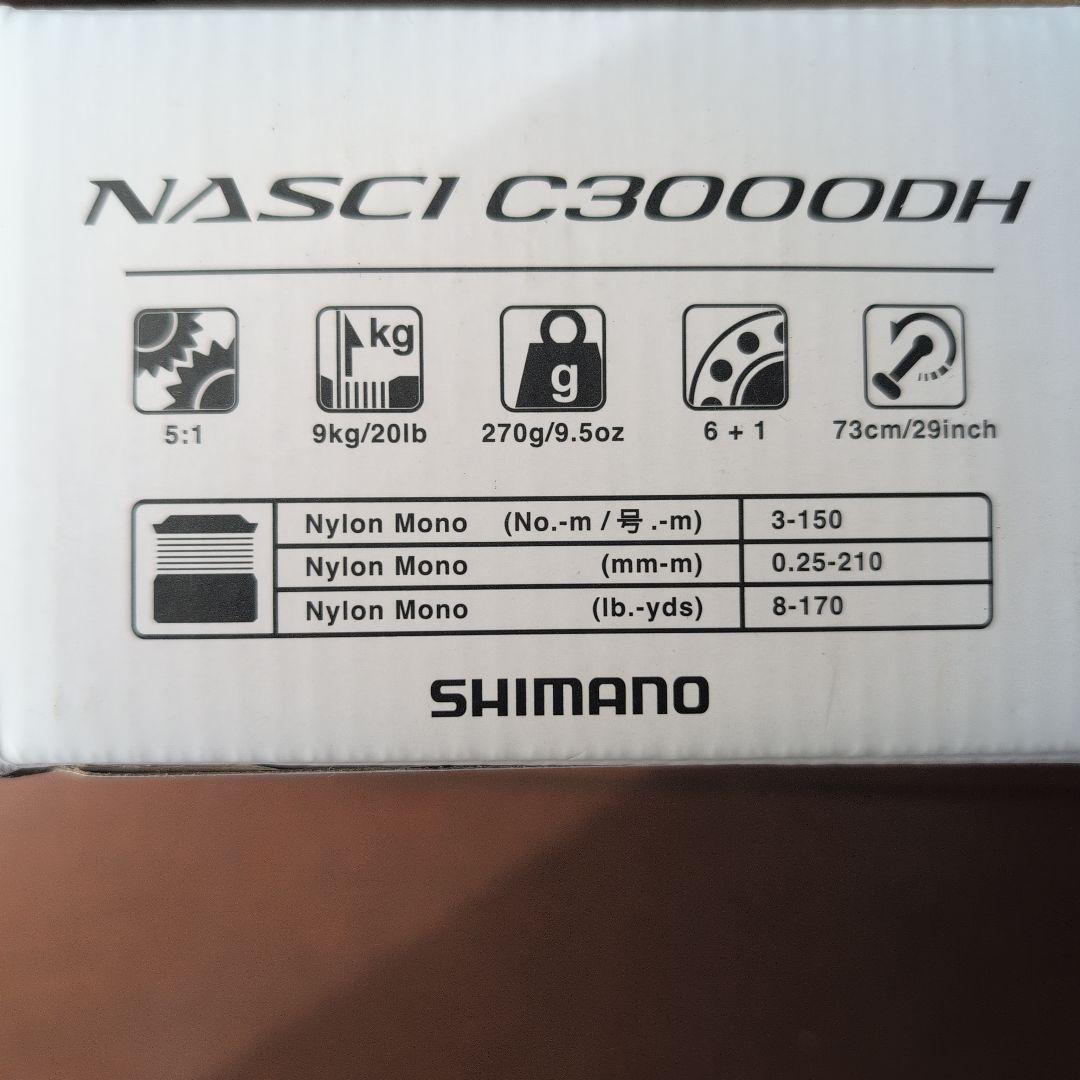 NASCI C3000DH
kg
g
5:1 9kg/20lb 270g/9.5oz 6 + 1 73cm/29inch
Nylon Mono (No.-m / 号.-m) 3-150
Nylon Mono (mm-m) 0.25-210
Nylon Mono (lb.-yds) 8-170
SHIMANO